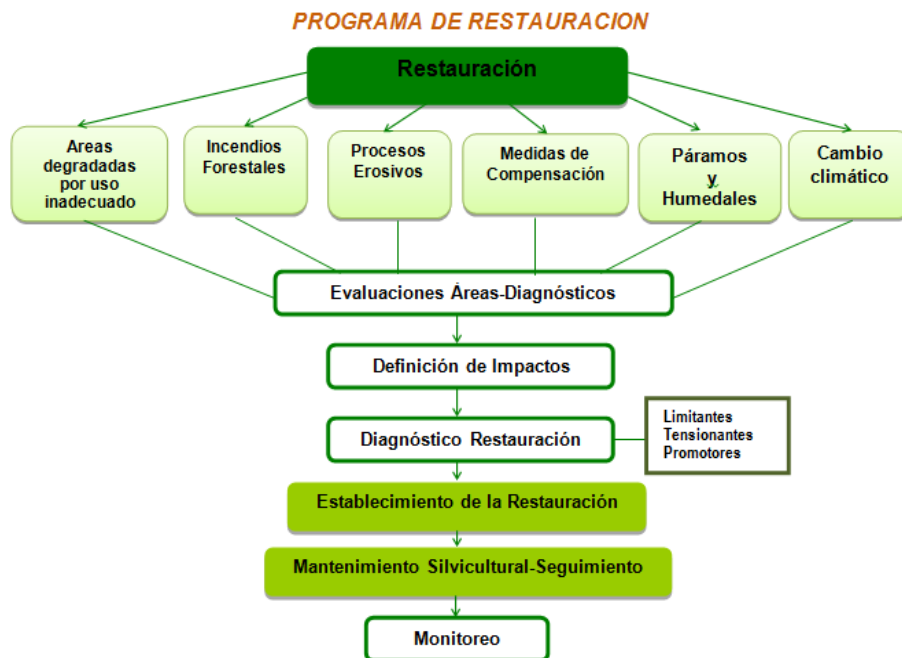 PROGRAMA DE RESTAURACION
Restauración
Areas
degradadas
por uso
inadecuado
Incendios
Forestales
Procesos
Erosivos
Medidas de
Compensación
Páramos
y
Humedales
Cambio
climático
Evaluaciones Áreas-Diagnósticos
Definición de Impactos
Diagnóstico Restauración
Limitantes
Tensionantes
Promotores
Establecimiento de la Restauración
Mantenimiento Silvicultural-Seguimiento
Monitoreo